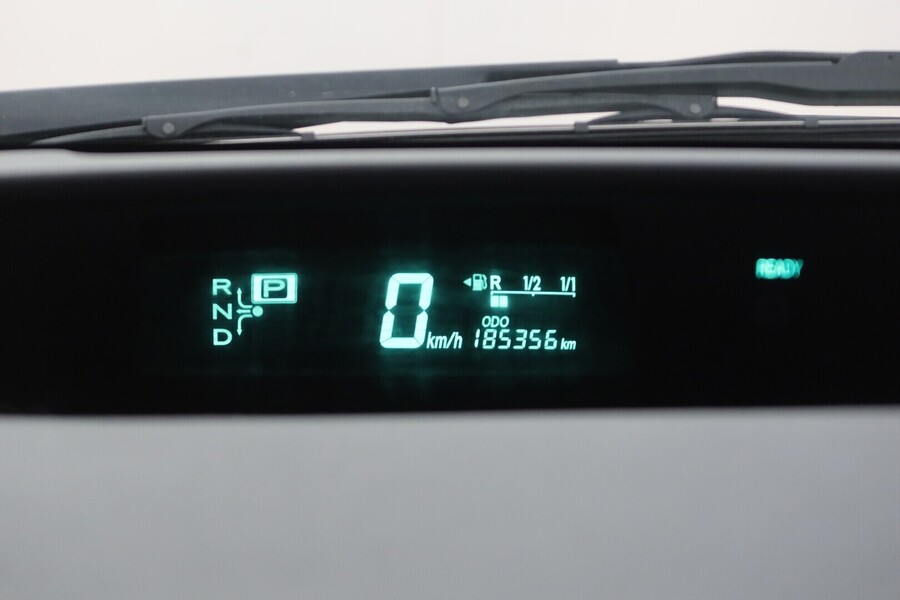 R P
N
D
0 km/h
R 1/2 1/1
ODO
185356 km
READY